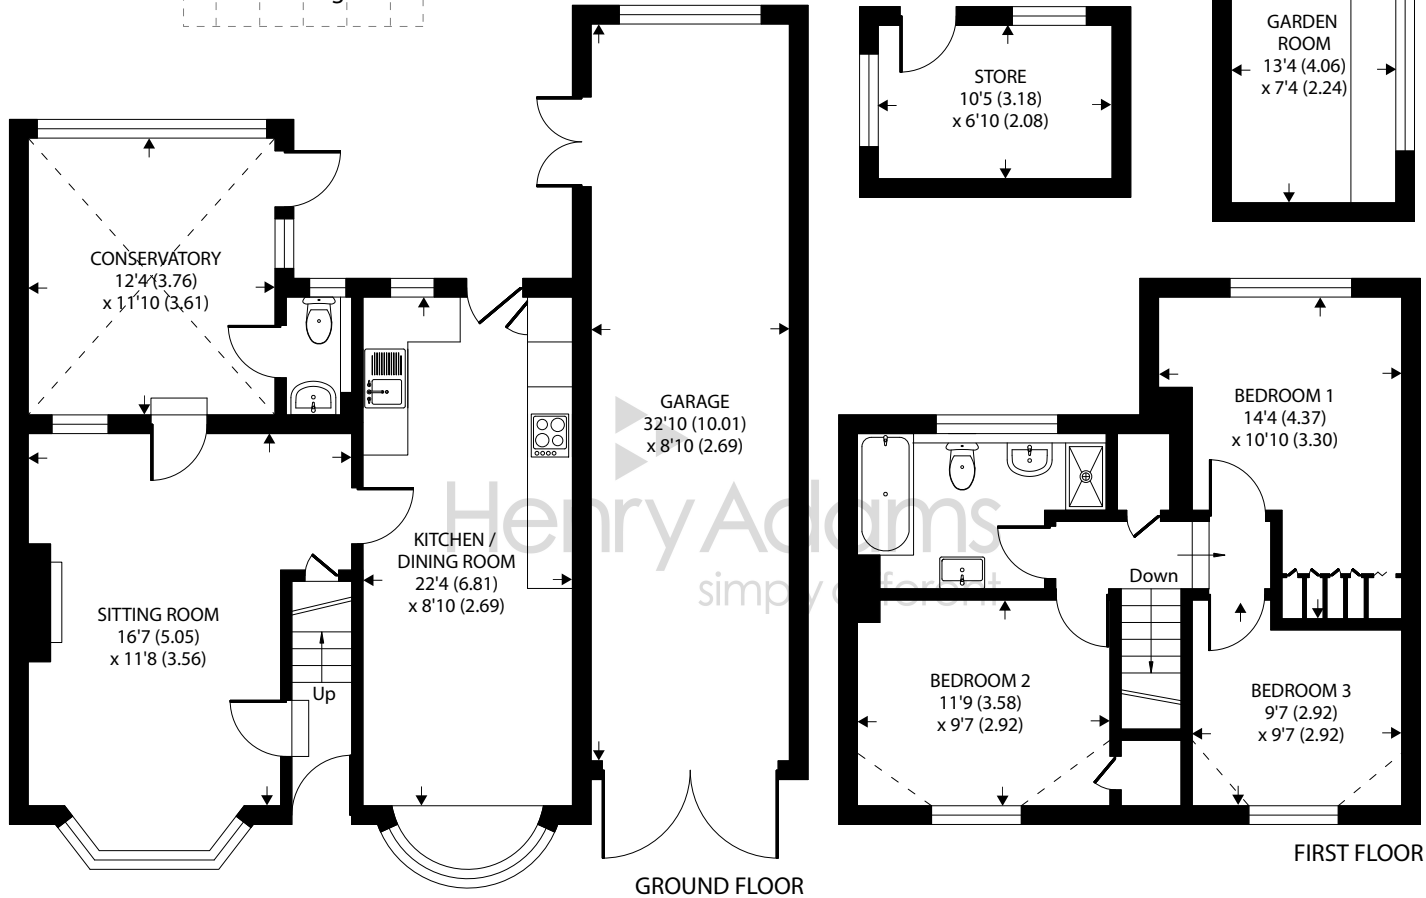 GARDEN
ROOM
13'4 (4.06)
x 7'4 (2.24)
STORE
10'5 (3.18)
x 6'10 (2.08)
CONSERVATORY
12'4 (3.76)
x 11'10 (3.61)
GARAGE
32'10 (10.01)
x 8'10 (2.69)
BEDROOM 1
14'4 (4.37)
x 10'10 (3.30)
Henry Adams
simply different
KITCHEN /
DINING ROOM
22'4 (6.81)
x 8'10 (2.69)
SITTING ROOM
16'7 (5.05)
x 11'8 (3.56)
Up
Down
BEDROOM 2
11'9 (3.58)
x 9'7 (2.92)
BEDROOM 3
9'7 (2.92)
x 9'7 (2.92)
FIRST FLOOR
GROUND FLOOR